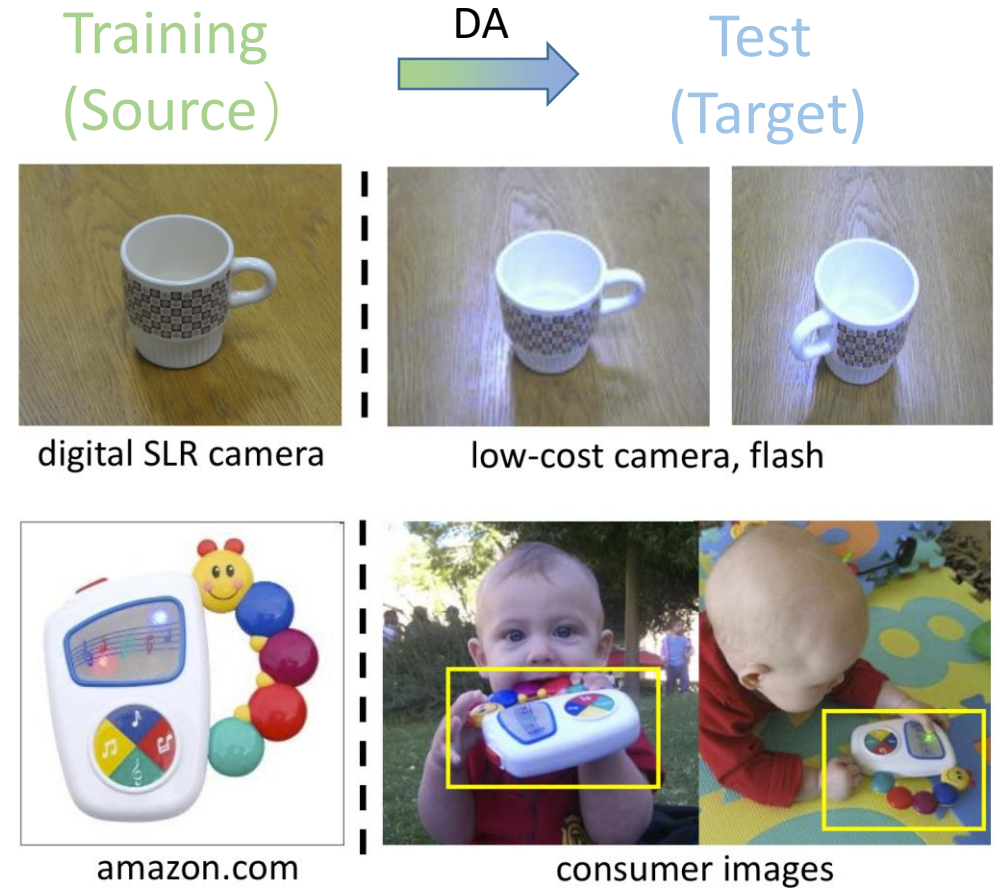 Training
(Source)
DA
Test
(Target)
digital SLR camera
low-cost camera, flash
amazon.com
consumer images